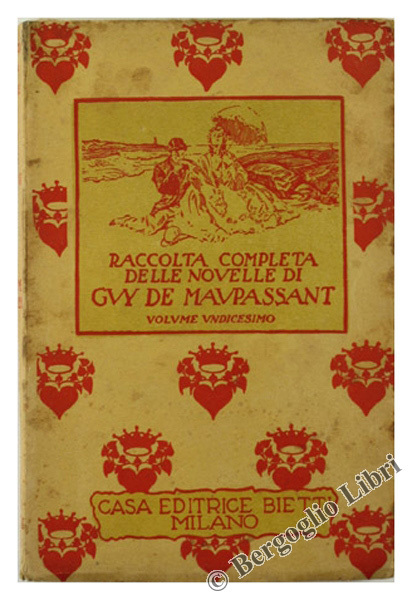 RACCOLTA COMPLETA
DELLE NOVELLE DI
GVY DE MAVPASSANT
VOLVME VNDICESIMO
CASA EDITRICE BIETTI
MILANO
© Bergoglio Libri